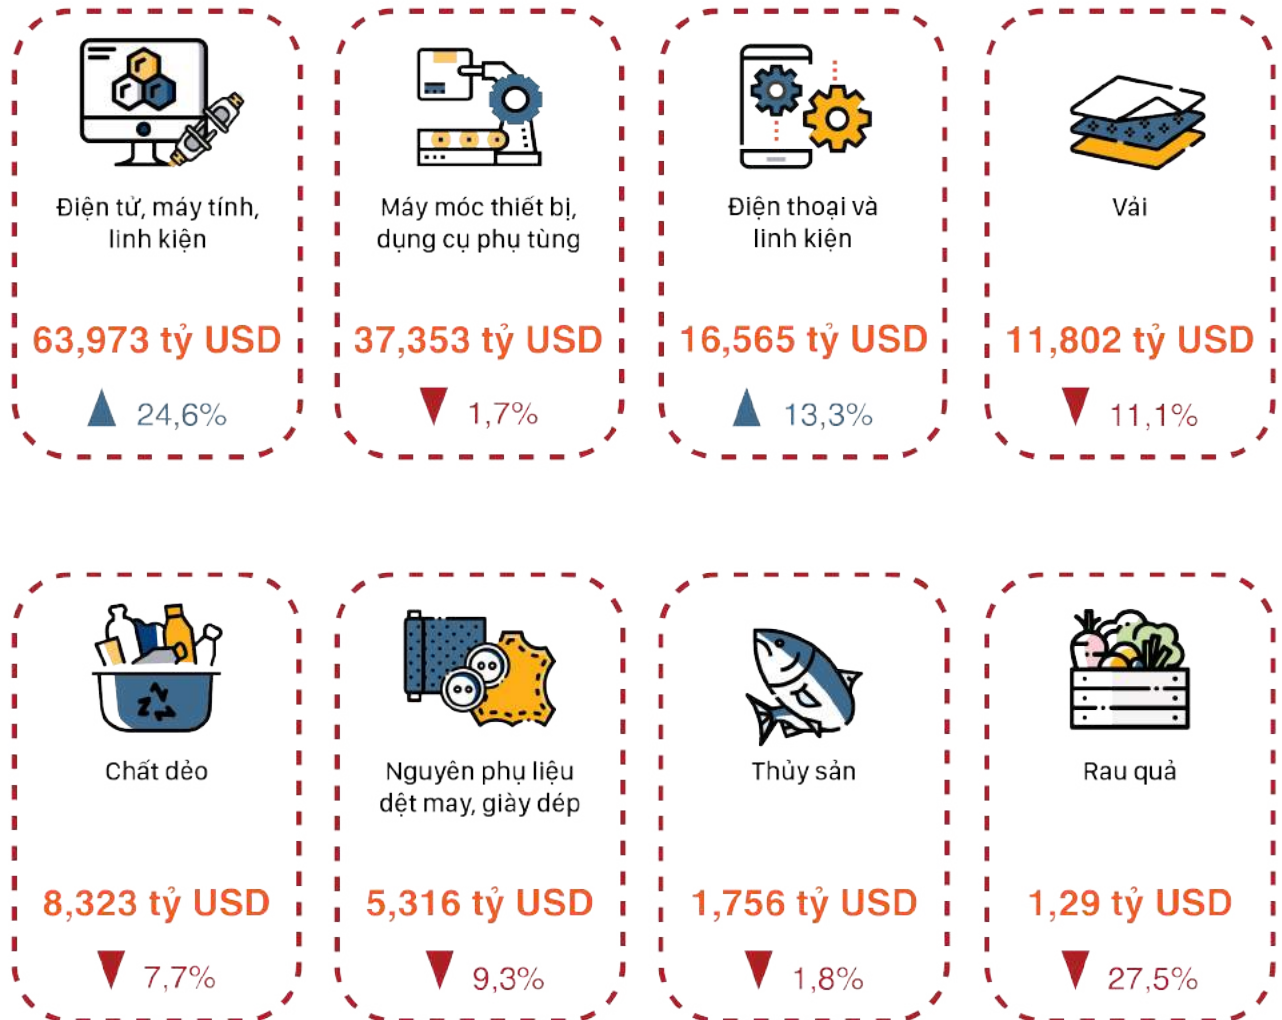 Điện tử, máy tính,
linh kiện
63,973 tỷ USD
24,6%
Máy móc thiết bị,
dụng cụ phụ tùng
37,353 tỷ USD
1,7%
Điện thoại và
linh kiện
16,565 tỷ USD
13,3%
Vải
11,802 tỷ USD
11,1%
Chất dẻo
8,323 tỷ USD
7,7%
Nguyên phụ liệu
dệt may, giày dép
5,316 tỷ USD
9,3%
Thủy sản
1,756 tỷ USD
1,8%
Rau quả
1,29 tỷ USD
27,5%